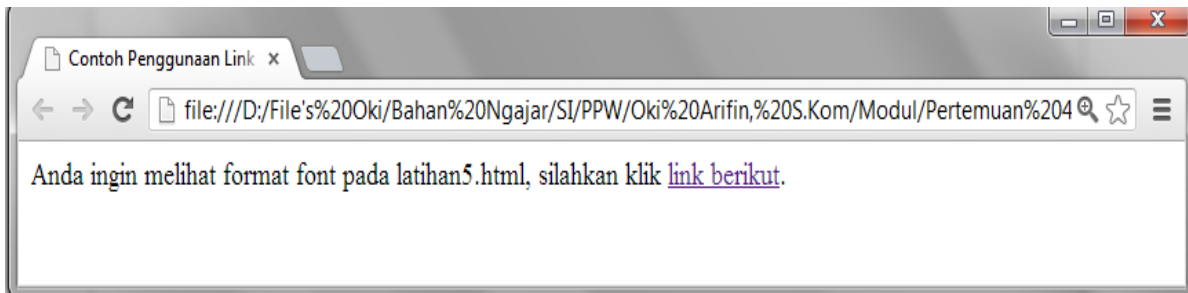 Contoh Penggunaan Link
file:///D:/File's%20Oki/Bahan%20Ngajar/SI/PPW/Oki%20Arifin,%20S.Kom/Modul/Pertemuan%204
Anda ingin melihat format font pada latihan5.html, silahkan klik link berikut.